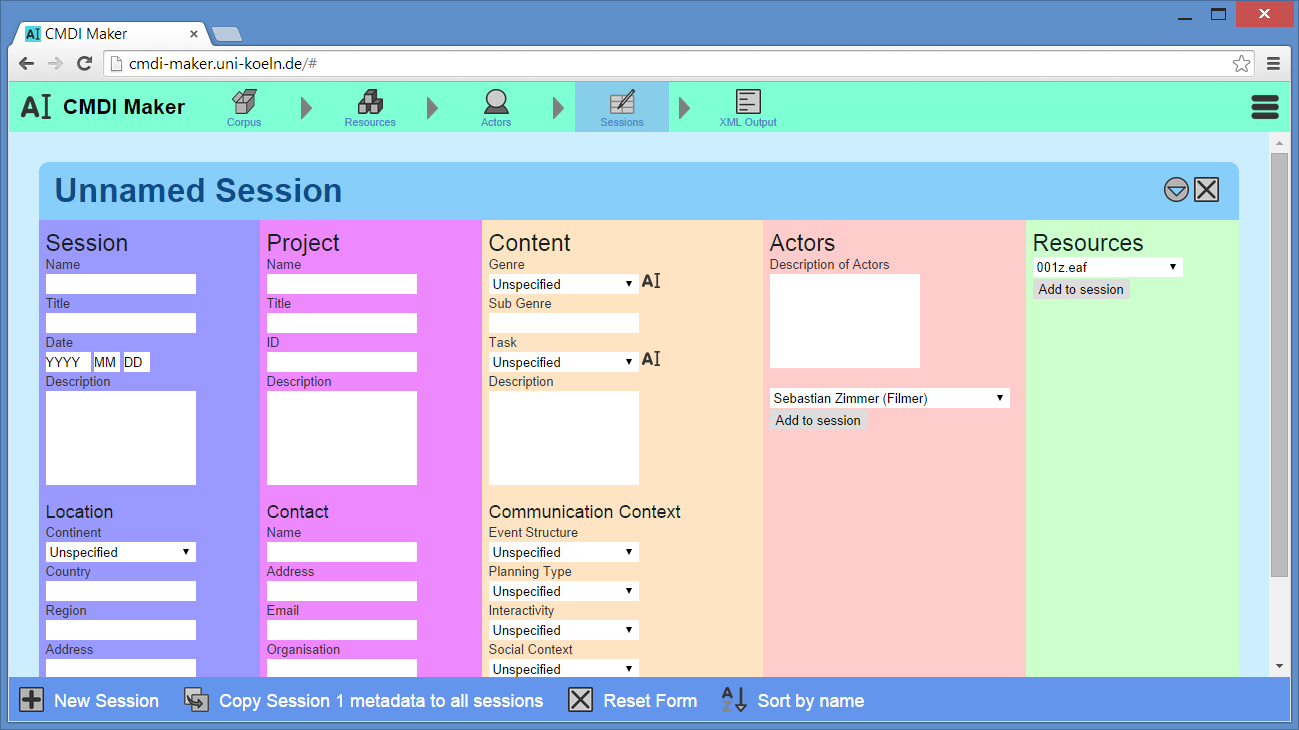 CMDI Maker
cmdi-maker.uni-koeln.de/#
AI CMDI Maker
Corpus
Resources
Actors
Sessions
XML Output
Unnamed Session
Session
Name
Title
Date
YYYY MM DD
Description
Location
Continent
Unspecified
Country
Region
Address
Project
Name
Title
ID
Description
Contact
Name
Address
Email
Organisation
Content
Genre
Unspecified AI
Sub Genre
Task
Unspecified AI
Description
Communication Context
Event Structure
Unspecified
Planning Type
Unspecified
Interactivity
Unspecified
Social Context
Unspecified
Actors
Description of Actors
Sebastian Zimmer (Filmer)
Add to session
Resources
001z.eaf
Add to session
New Session
Copy Session 1 metadata to all sessions
Reset Form
AZ Sort by name